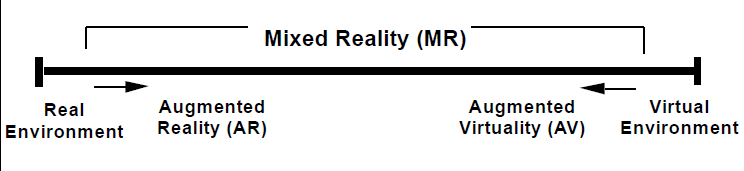 Mixed Reality (MR)
Real
Environment
Augmented
Reality (AR)
Augmented
Virtuality (AV)
Virtual
Environment